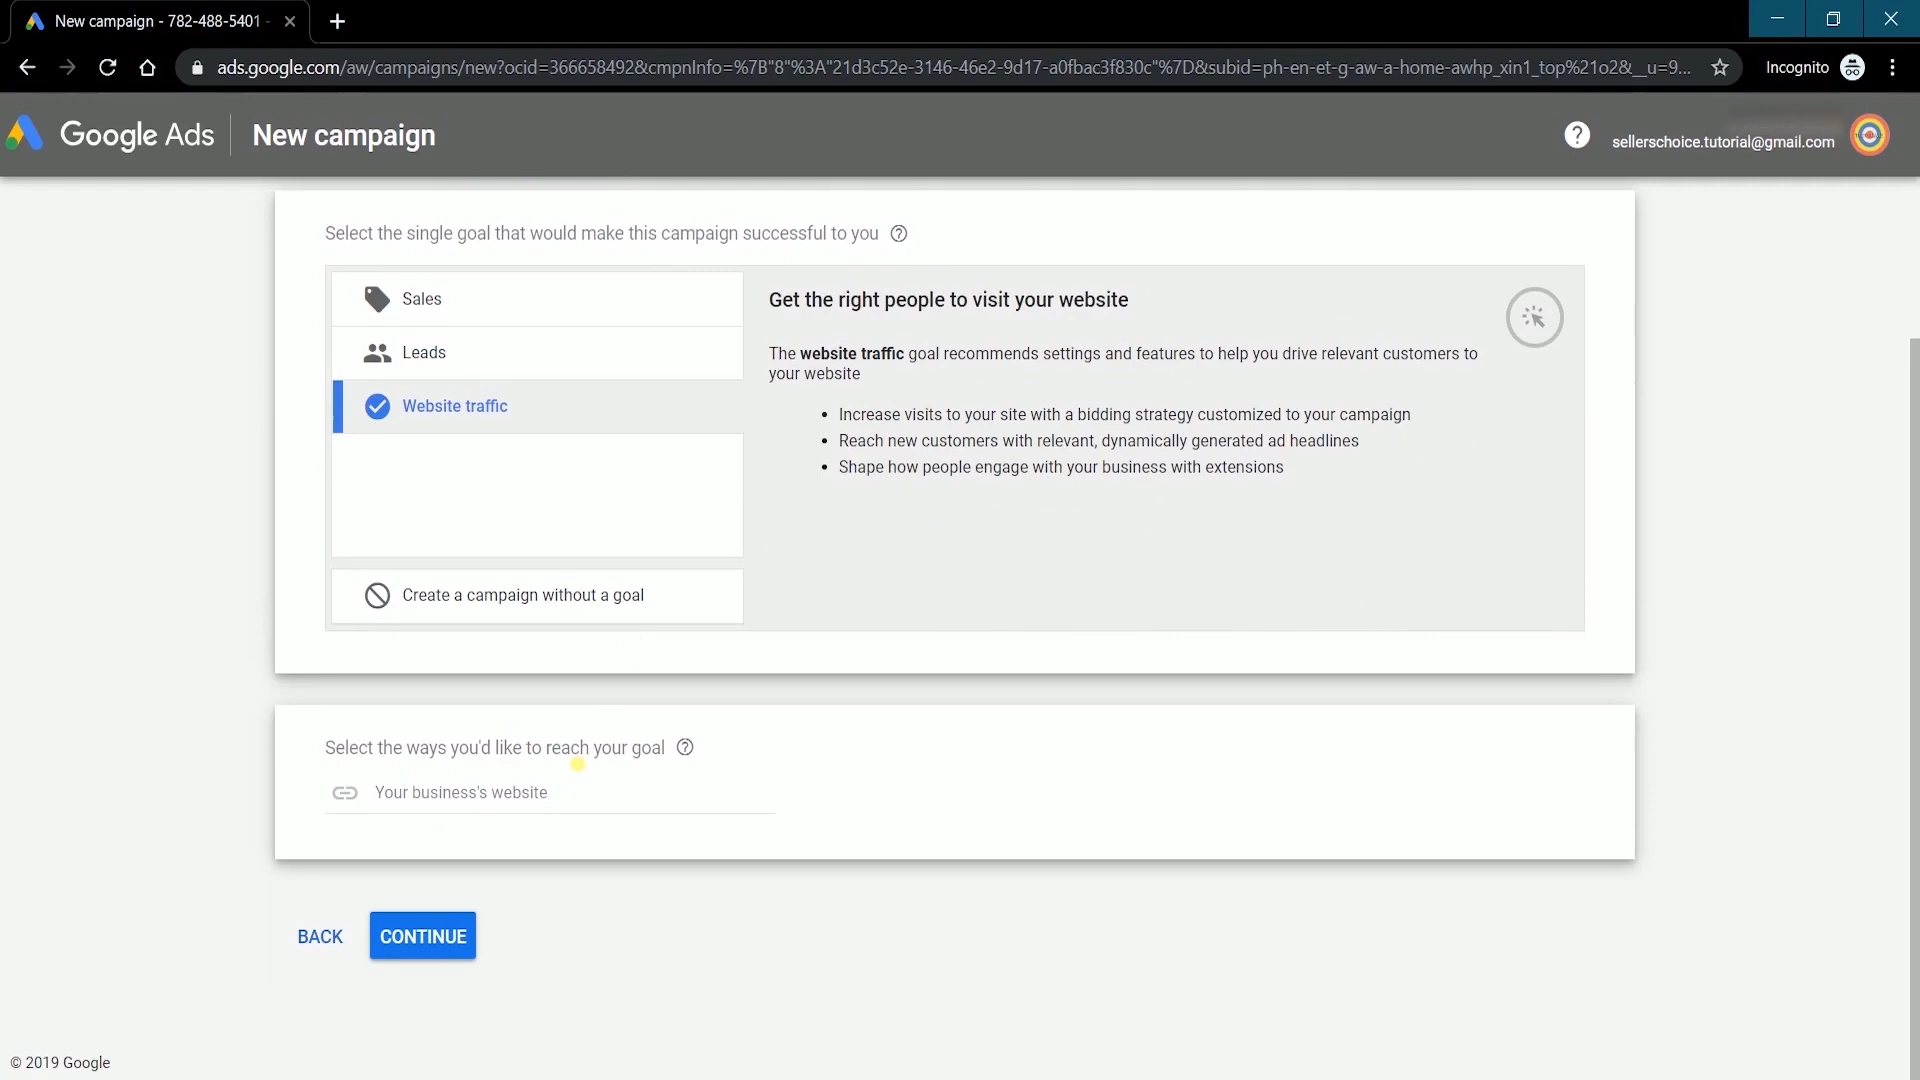 New campaign - 782-488-5401 -
ads.google.com/aw/campaigns/new?ocid=366658492&cmpnInfo=%7B"8"%3A"21d3c52e-3146-46e2-9d17-a0fbac3f830c"%7D&subid=ph-en-et-g-aw-a-home-awhp_xin1_top%21o2&__u=9...
Incognito
Google Ads
New campaign
sellerschoice.tutorial@gmail.com
Select the single goal that would make this campaign successful to you
Sales
Leads
Website traffic
Create a campaign without a goal
Get the right people to visit your website
The website traffic goal recommends settings and features to help you drive relevant customers to
your website
• Increase visits to your site with a bidding strategy customized to your campaign
• Reach new customers with relevant, dynamically generated ad headlines
• Shape how people engage with your business with extensions
Select the ways you'd like to reach your goal
Your business's website
BACK
CONTINUE
© 2019 Google